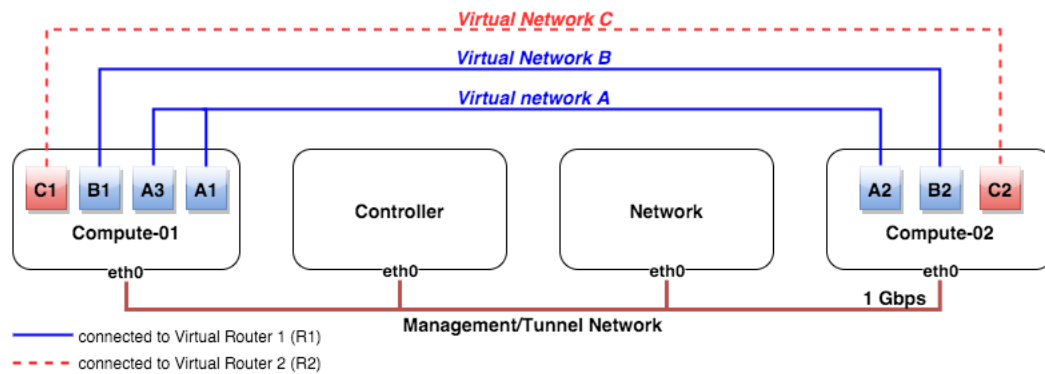 Virtual Network C
Virtual Network B
Virtual network A
C1 B1 A3 A1
Compute-01
eth0
Controller
eth0
Network
eth0
A2 B2 C2
Compute-02
eth0
1 Gbps
Management/Tunnel Network
connected to Virtual Router 1 (R1)
connected to Virtual Router 2 (R2)